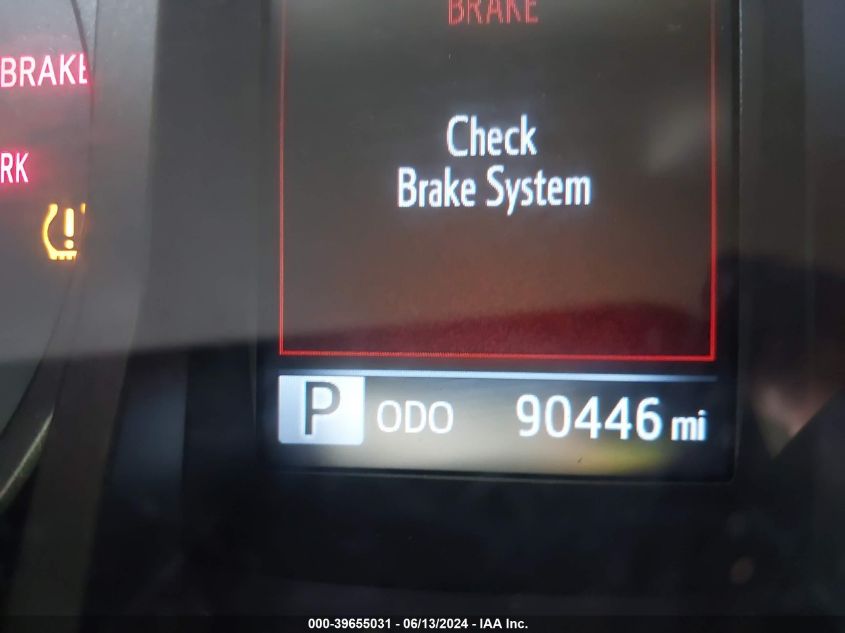 BRAKE
BRAKE
RK
Check
Brake System
P ODO 90446 mi
000-39655031 - 06/13/2024 - IAA Inc.